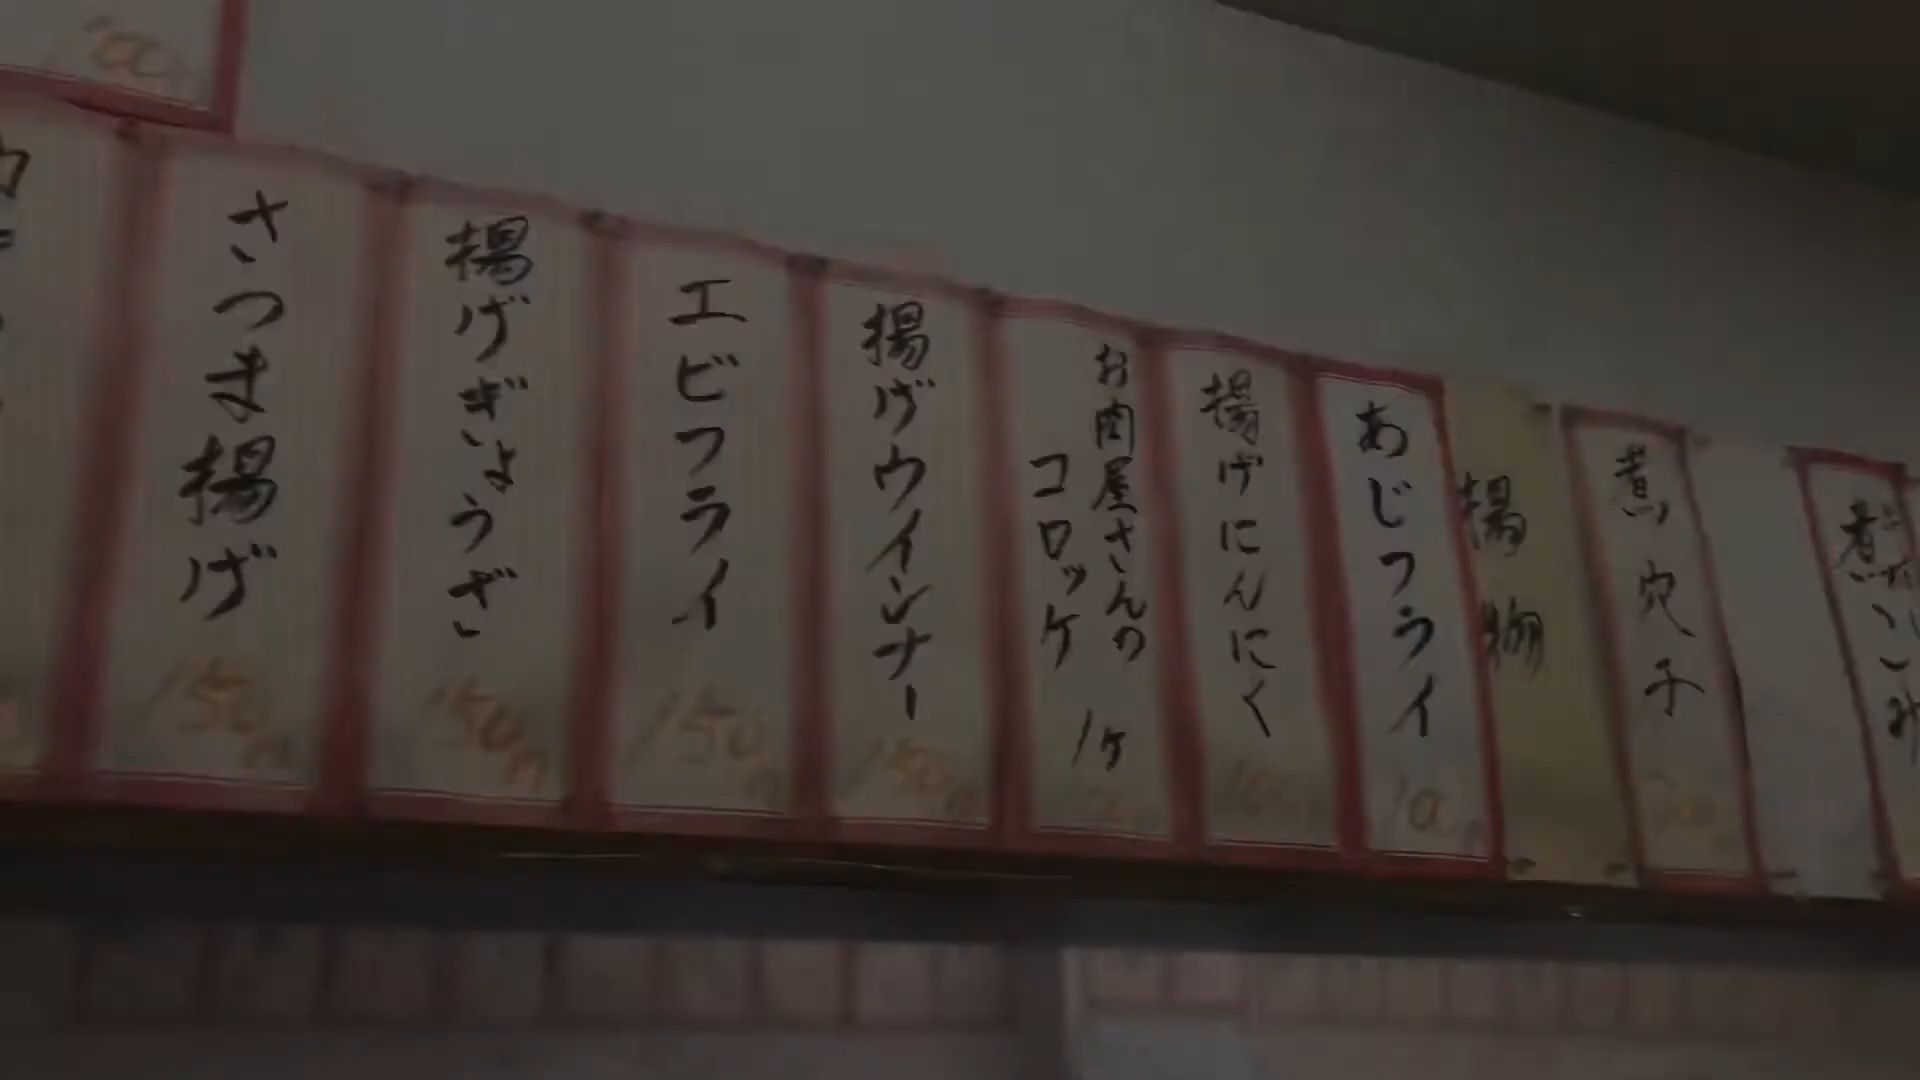 煮穴子
揚物
あじフライ
揚げにんにく
お肉屋さんの
コロッケ 1ヶ
揚げウインナー
150円
エビフライ
150円
揚げぎょうざ
150円
さつま揚げ
150円